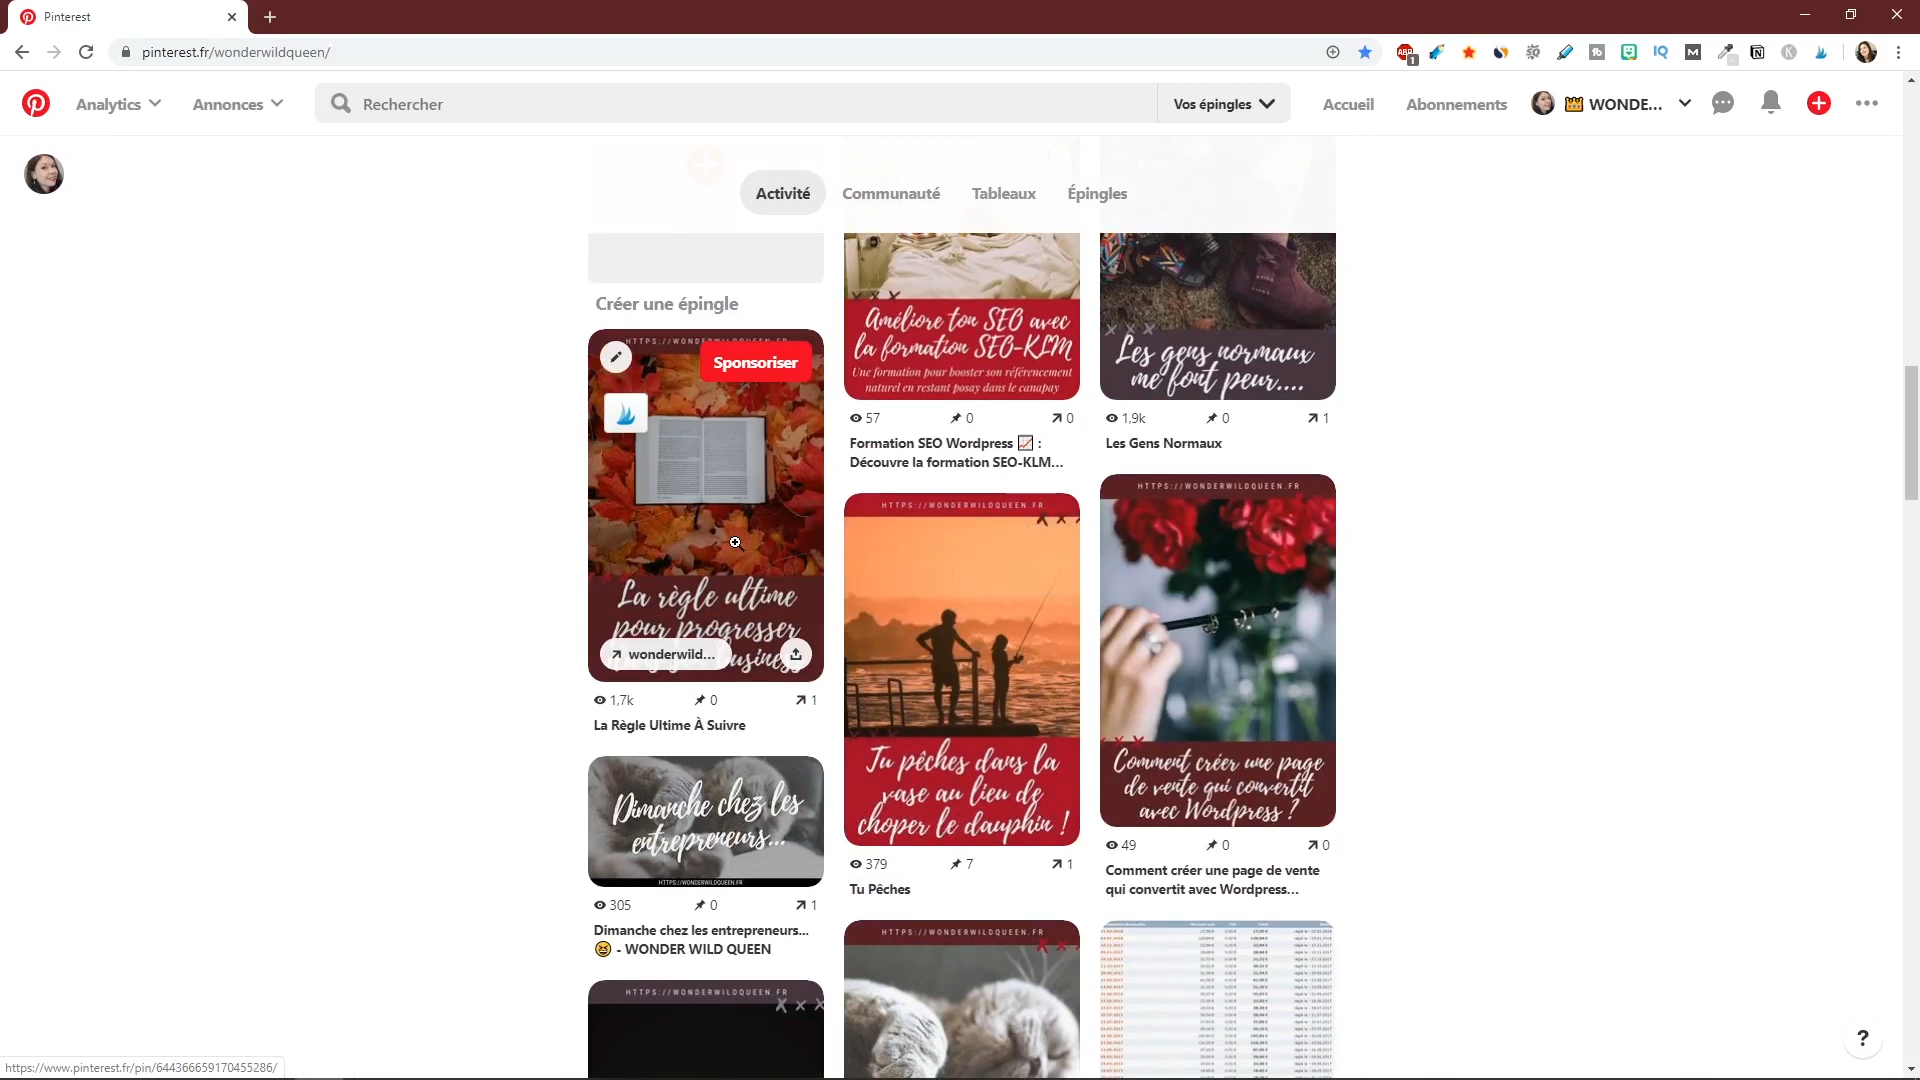 Pinterest
pinterest.fr/wonderwildqueen/
Analytics
Annonces
Rechercher
Vos épingles
Accueil
Abonnements
WONDE...
Activité
Communauté
Tableaux
Épingles
Créer une épingle
HTTPS://WONDERWILDQUEEN.FR
Sponsoriser
La règle ultime
pour progresser
wonderwild...
1,7k
0
1
La Règle Ultime À Suivre
Dimanche chez les
entrepreneurs...
HTTPS://WONDERWILDQUEEN.FR
305
0
1
Dimanche chez les entrepreneurs...
- WONDER WILD QUEEN
HTTPS://WONDERWILDQUEEN.FR
Améliore ton SEO avec
la formation SEO-KLM
Une formation pour booster son référencement
naturel en restant posay dans le canapay
57
0
0
Formation SEO Wordpress :
Découvre la formation SEO-KLM...
HTTPS://WONDERWILDQUEEN.FR
Tu pêches dans la
vase au lieu de
choper le dauphin !
379
7
1
Tu Pêches
HTTPS://WONDERWILDQUEEN.FR
Les gens normaux
me font peur....
1,9k
0
1
Les Gens Normaux
HTTPS://WONDERWILDQUEEN.FR
Comment créer une page
de vente qui convertit
avec Wordpress ?
49
0
0
Comment créer une page de vente
qui convertit avec Wordpress...
?
https://www.pinterest.fr/pin/644366659170455286/